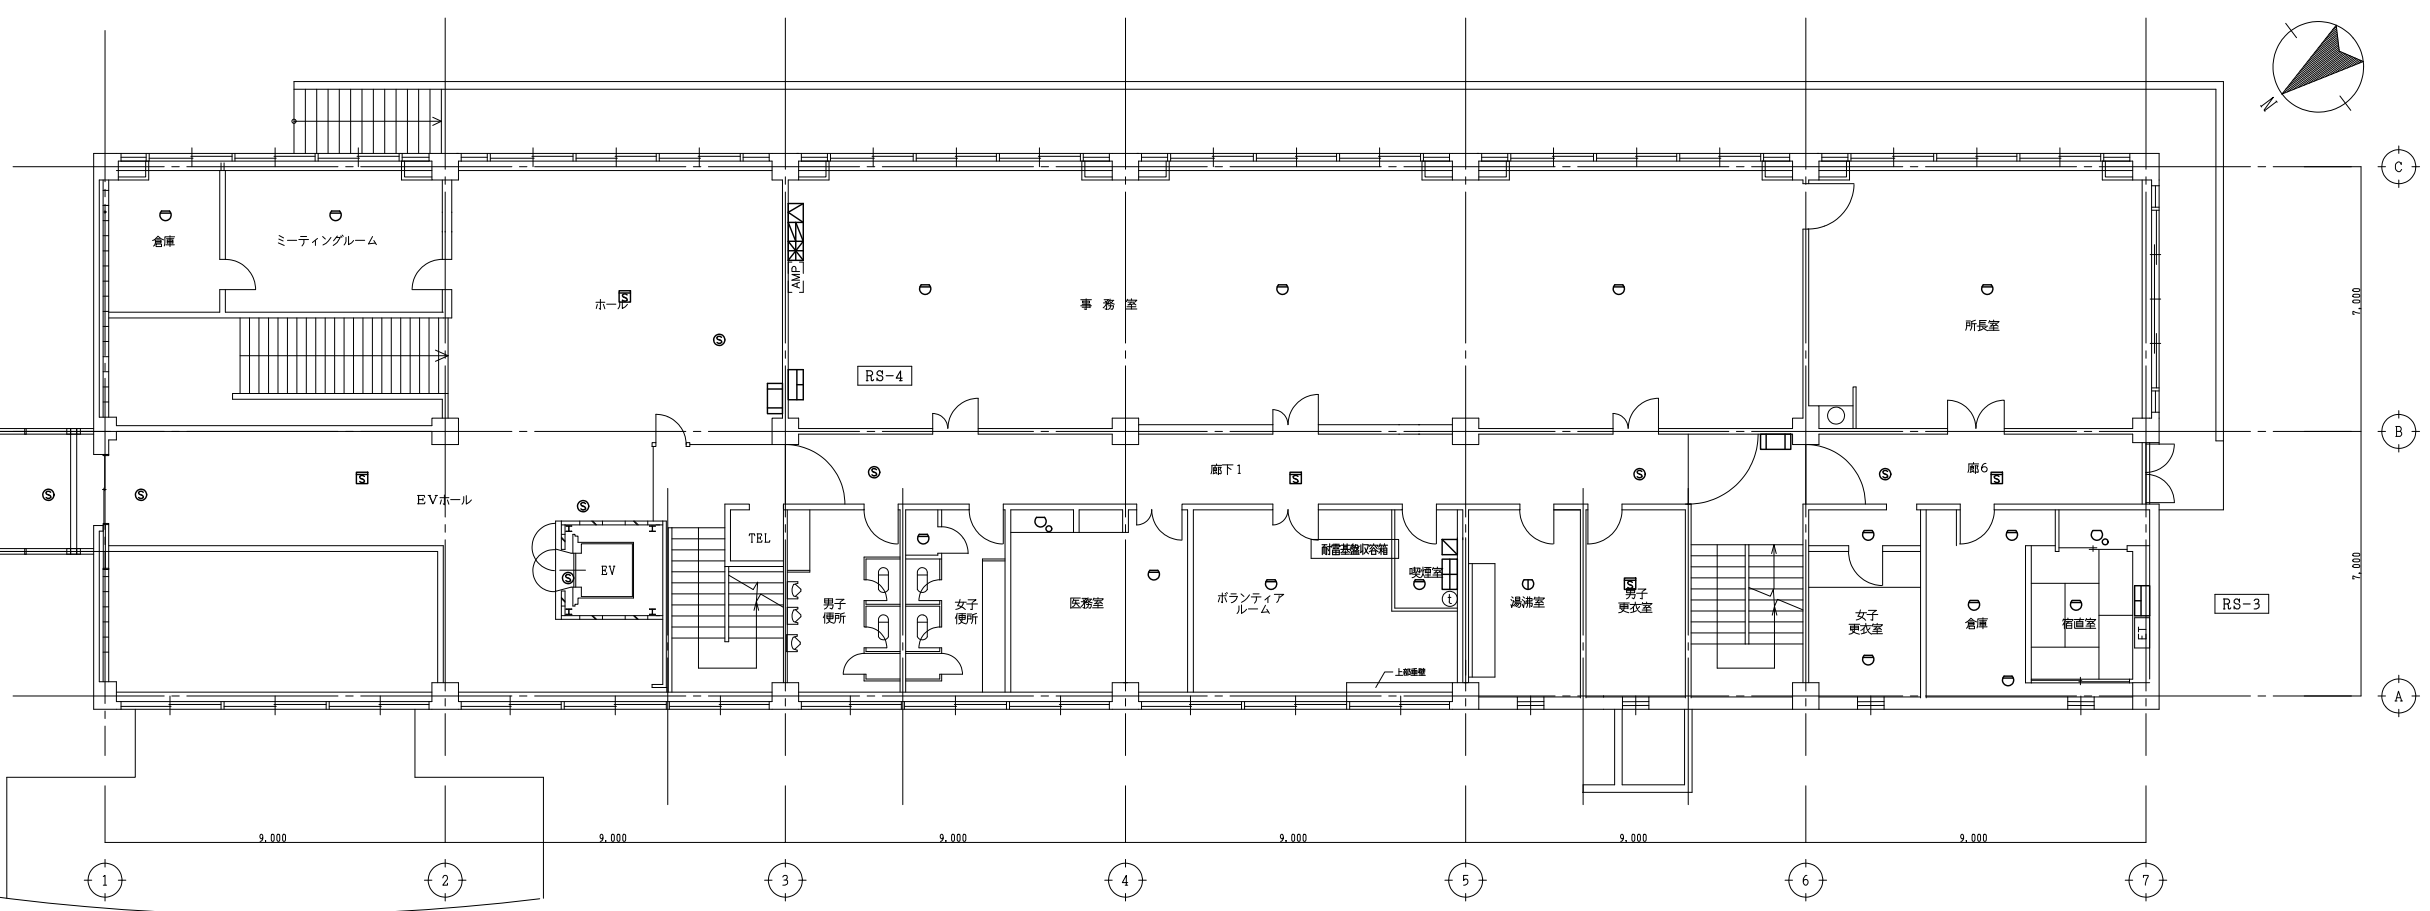 N
C
倉庫
ミーティングルーム
AMP
ホール
S
事 務 室
7,000
所長室
S
RS-4
B
廊下1
廊6
S
S
S
S
S
S
EVホール
S
S
S
TEL
耐雷基盤収容箱
EV
S
喫煙室
7,000
S
男子
便所
女子
便所
医務室
ボランティア
ルーム
t
湯沸室
男子
更衣室
女子
更衣室
倉庫
宿直室
ET
RS-3
上部垂壁
A
9,000
9,000
9,000
9,000
9,000
9,000
1
2
3
4
5
6
7